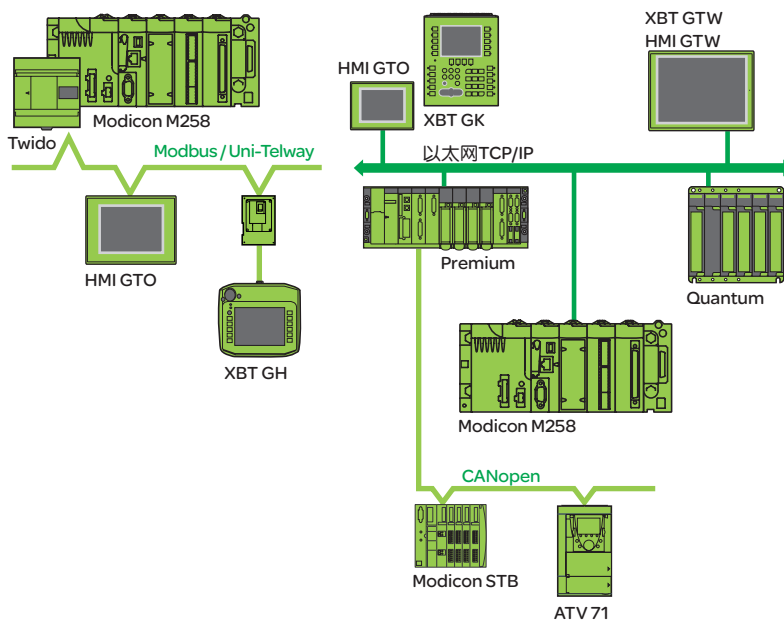 Twido
Modicon M258
Modbus / Uni-Telway
HMI GTO
XBT GH
HMI GTO
XBT GK
XBT GTW
HMI GTW
以太网TCP/IP
Premium
Quantum
Modicon M258
CANopen
Modicon STB
ATV 71